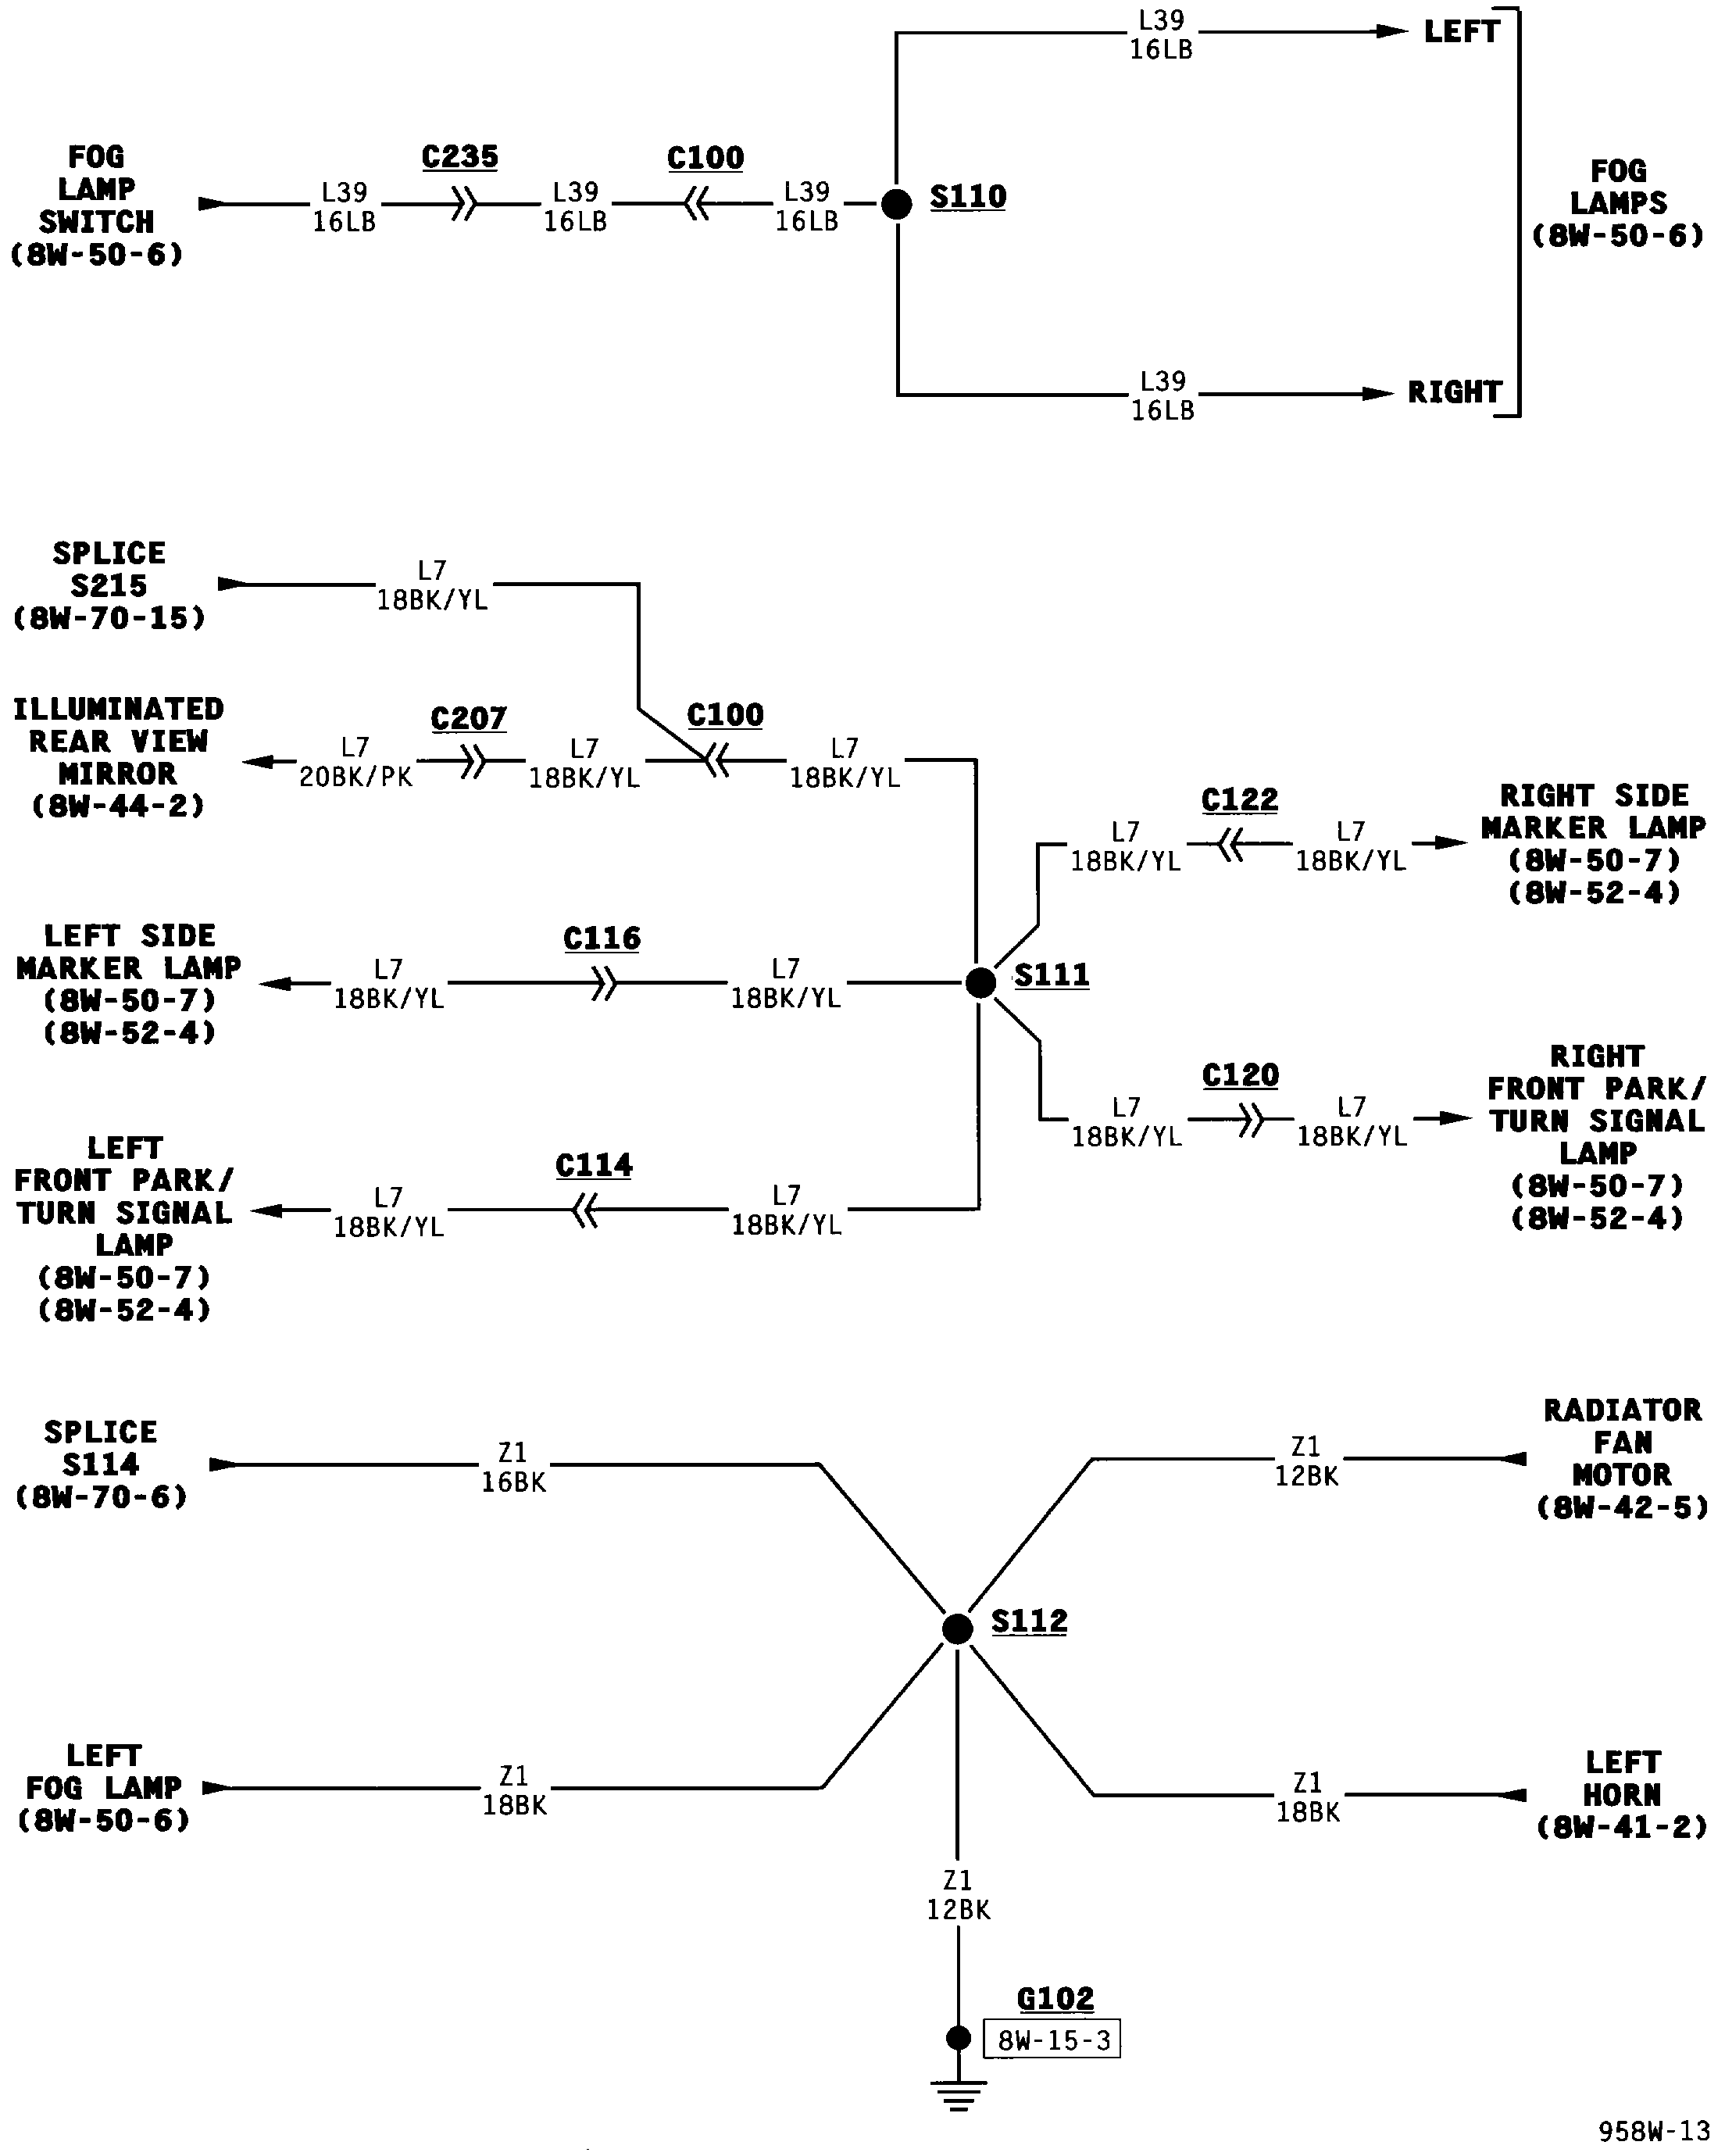 L39
16LB
LEFT
FOG
LAMP
SWITCH
(8W-50-6)
L39
16LB
C235
L39
16LB
C100
L39
16LB
S110
FOG
LAMPS
(8W-50-6)
L39
16LB
RIGHT
SPLICE
S215
(8W-70-15)
L7
18BK/YL
ILLUMINATED
REAR VIEW
MIRROR
(8W-44-2)
L7
20BK/PK
C207
L7
18BK/YL
C100
L7
18BK/YL
L7
18BK/YL
C122
L7
18BK/YL
RIGHT SIDE
MARKER LAMP
(8W-50-7)
(8W-52-4)
LEFT SIDE
MARKER LAMP
(8W-50-7)
(8W-52-4)
L7
18BK/YL
C116
L7
18BK/YL
S111
L7
18BK/YL
C120
L7
18BK/YL
RIGHT
FRONT PARK/
TURN SIGNAL
LAMP
(8W-50-7)
(8W-52-4)
LEFT
FRONT PARK/
TURN SIGNAL
LAMP
(8W-50-7)
(8W-52-4)
L7
18BK/YL
C114
L7
18BK/YL
SPLICE
S114
(8W-70-6)
Z1
16BK
Z1
12BK
RADIATOR
FAN
MOTOR
(8W-42-5)
S112
LEFT
FOG LAMP
(8W-50-6)
Z1
18BK
Z1
18BK
LEFT
HORN
(8W-41-2)
Z1
12BK
G102
8W-15-3
958W-13